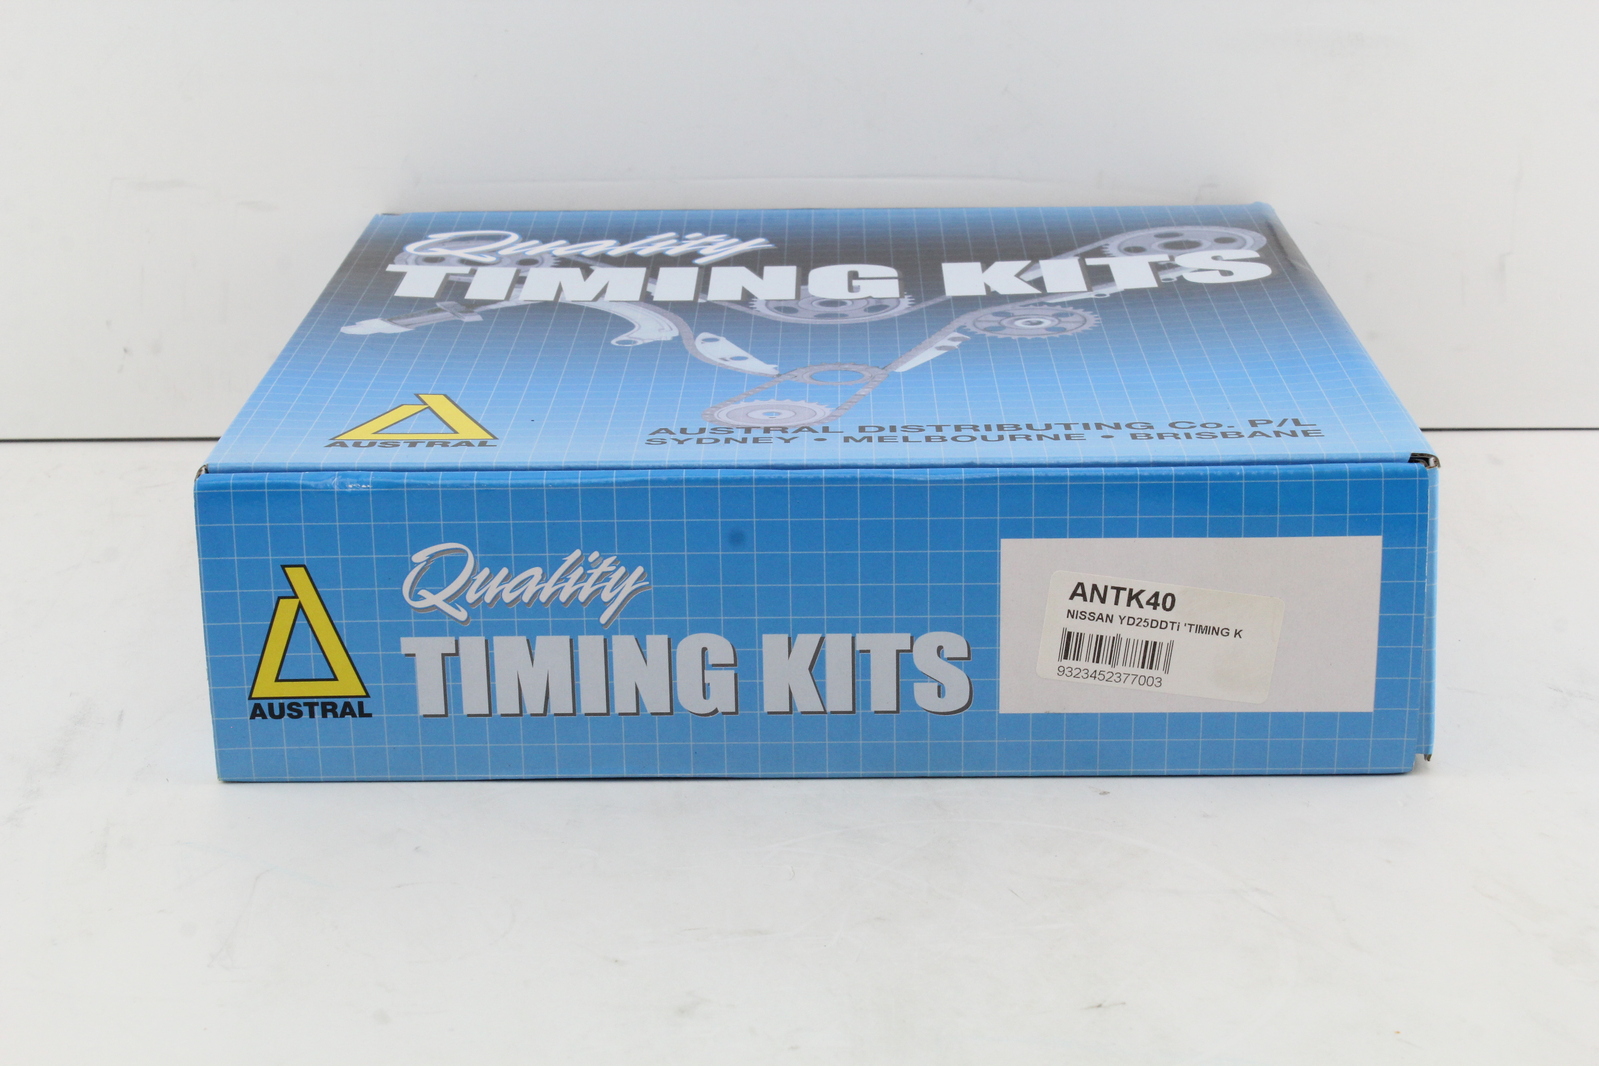 Quality
TIMING KITS
AUSTRAL
AUSTRAL DISTRIBUTING Co. P/L
SYDNEY • MELBOURNE • BRISBANE
Quality
TIMING KITS
AUSTRAL
ANTK40
NISSAN YD25DDTi 'TIMING K
9323452377003